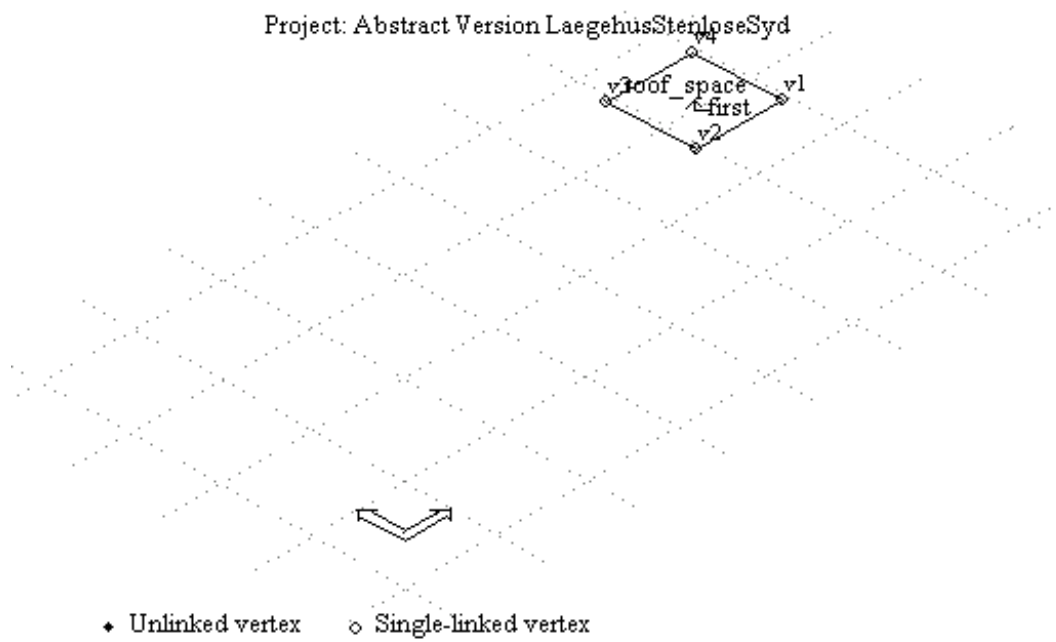 Project: Abstract Version LaegehusStenloseSyd
v4
v3 roof_space v1
first
v2
Unlinked vertex Single-linked vertex